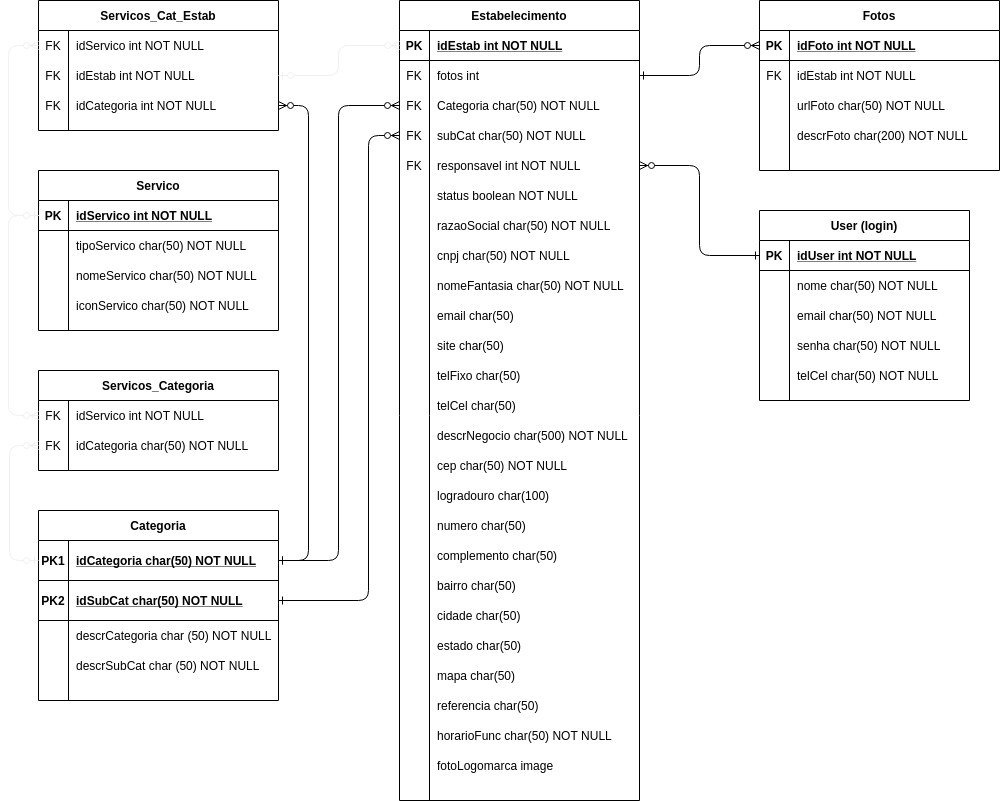 Servicos_Cat_Estab
FK idServico int NOT NULL
FK idEstab int NOT NULL
FK idCategoria int NOT NULL
Servico
PK idServico int NOT NULL
tipoServico char(50) NOT NULL
nomeServico char(50) NOT NULL
iconServico char(50) NOT NULL
Servicos_Categoria
FK idServico int NOT NULL
FK idCategoria char(50) NOT NULL
Categoria
PK1 idCategoria char(50) NOT NULL
PK2 idSubCat char(50) NOT NULL
descrCategoria char (50) NOT NULL
descrSubCat char (50) NOT NULL
Estabelecimento
PK idEstab int NOT NULL
FK fotos int
FK Categoria char(50) NOT NULL
FK subCat char(50) NOT NULL
FK responsavel int NOT NULL
status boolean NOT NULL
razaoSocial char(50) NOT NULL
cnpj char(50) NOT NULL
nomeFantasia char(50) NOT NULL
email char(50)
site char(50)
telFixo char(50)
telCel char(50)
descrNegocio char(500) NOT NULL
cep char(50) NOT NULL
logradouro char(100)
numero char(50)
complemento char(50)
bairro char(50)
cidade char(50)
estado char(50)
mapa char(50)
referencia char(50)
horarioFunc char(50) NOT NULL
fotoLogomarca image
Fotos
PK idFoto int NOT NULL
FK idEstab int NOT NULL
urlFoto char(50) NOT NULL
descrFoto char(200) NOT NULL
User (login)
PK idUser int NOT NULL
nome char(50) NOT NULL
email char(50) NOT NULL
senha char(50) NOT NULL
telCel char(50) NOT NULL